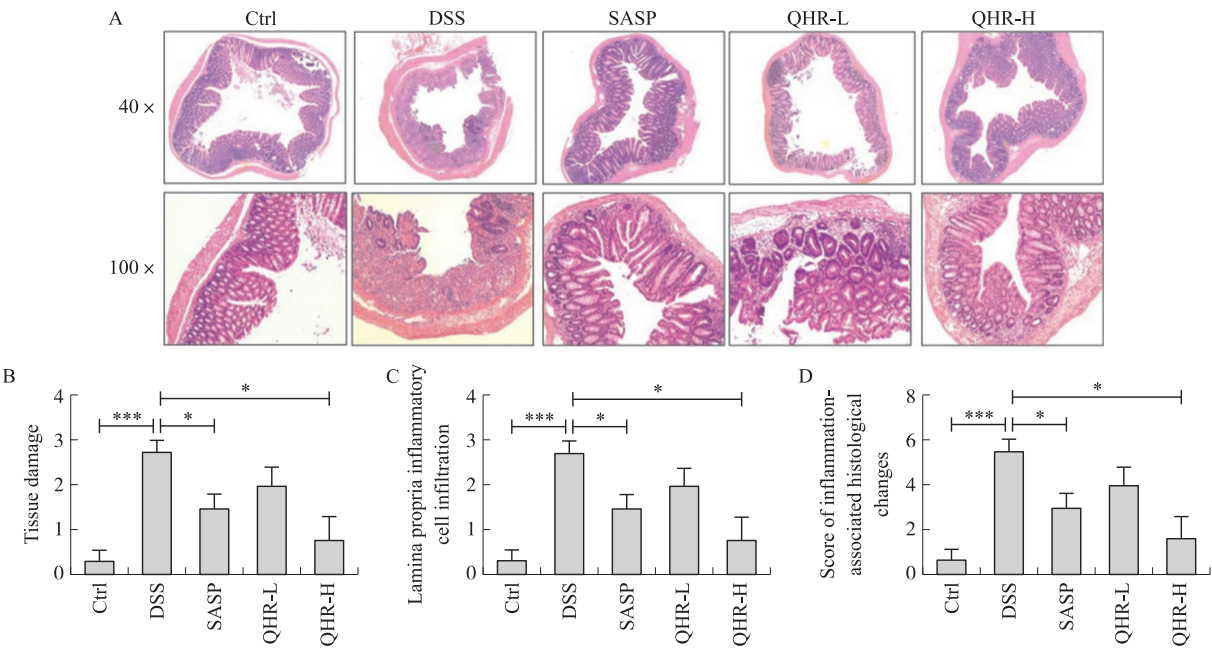 A
Ctrl
DSS
SASP
QHR-L
QHR-H
40 ×
100 ×
B
Tissue damage
4
3
2
1
0
***
*
*
Ctrl
DSS
SASP
QHR-L
QHR-H
C
Lamina propria inflammatory
cell infiltration
4
3
2
1
0
***
*
*
Ctrl
DSS
SASP
QHR-L
QHR-H
D
Score of inflammation-
associated histological
changes
8
6
4
2
0
***
*
*
Ctrl
DSS
SASP
QHR-L
QHR-H